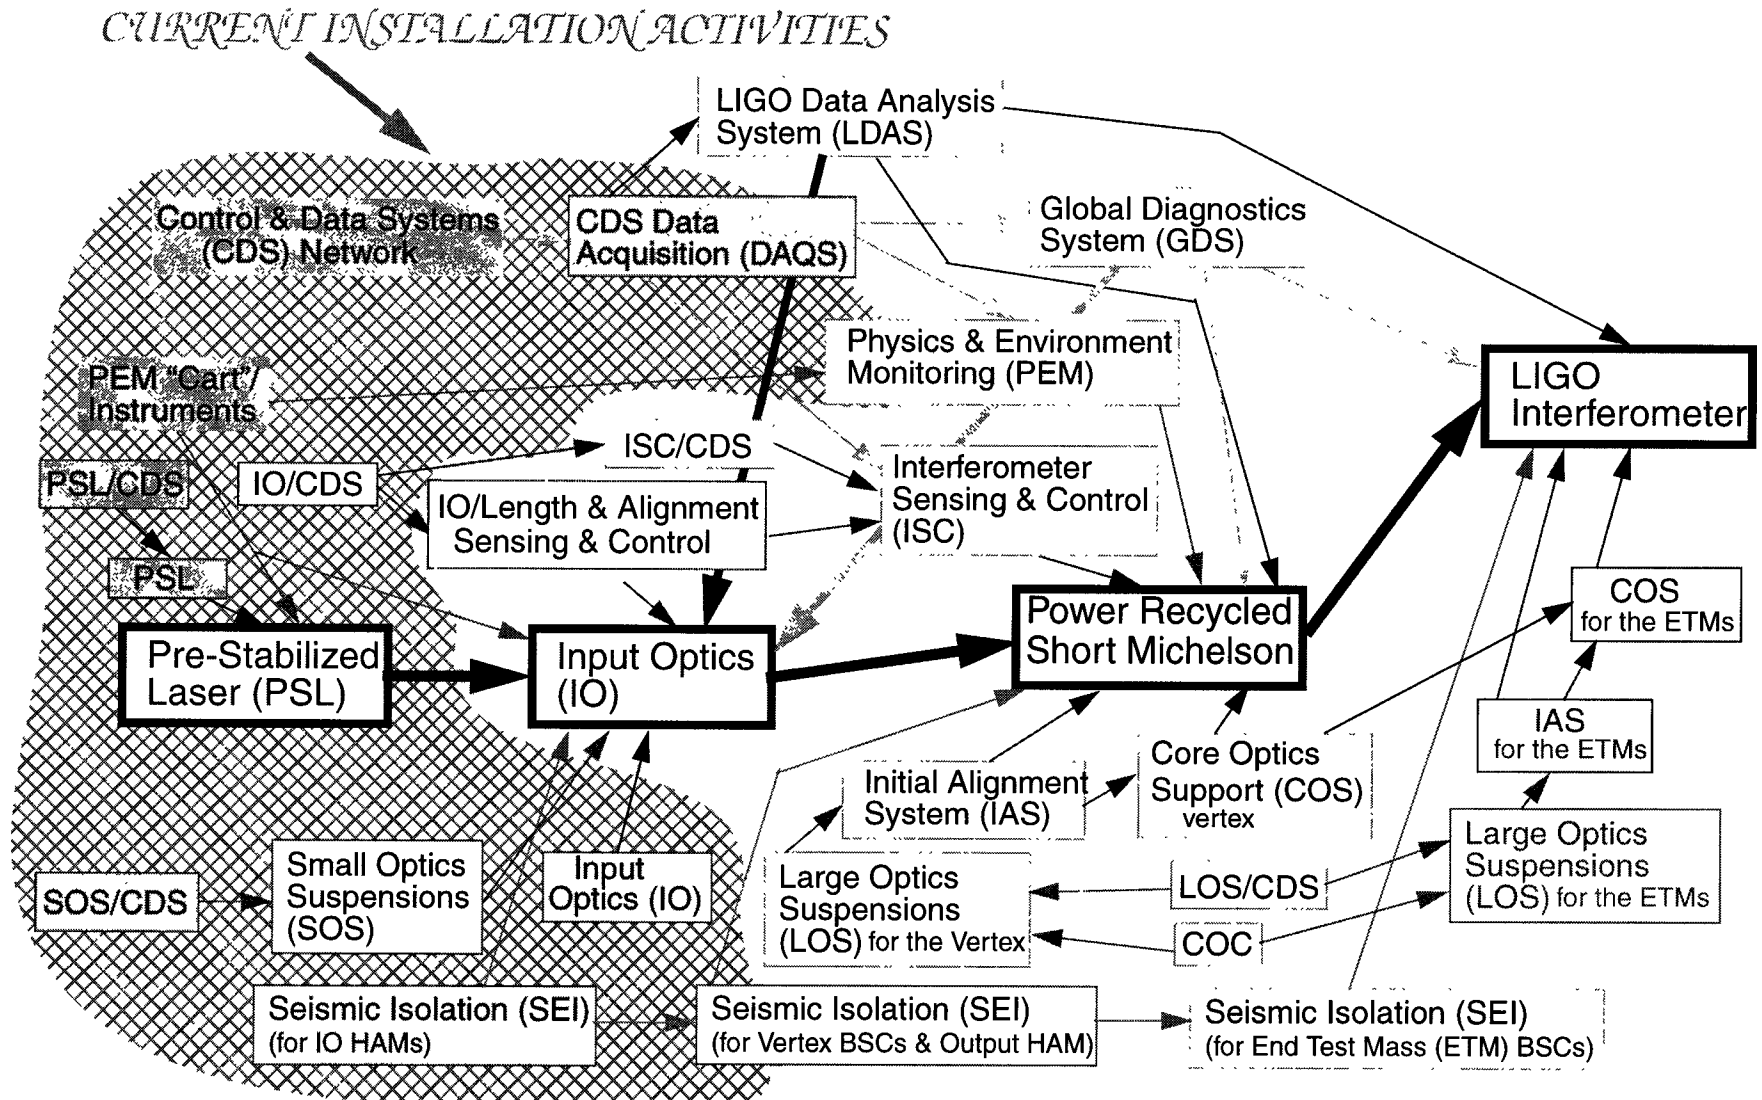 CURRENT INSTALLATION ACTIVITIES
LIGO Data Analysis
System (LDAS)
Control & Data Systems
(CDS) Network
CDS Data
Acquisition (DAQS)
Global Diagnostics
System (GDS)
Physics & Environment
Monitoring (PEM)
PEM "Cart"/
Instruments
LIGO
Interferometer
PSL/CDS
IO/CDS
ISC/CDS
Interferometer
Sensing & Control
(ISC)
IO/Length & Alignment
Sensing & Control
PSL
COS
for the ETMs
Pre-Stabilized
Laser (PSL)
Input Optics
(IO)
Power Recycled
Short Michelson
IAS
for the ETMs
Initial Alignment
System (IAS)
Core Optics
Support (COS)
vertex
Large Optics
Suspensions
(LOS) for the ETMs
SOS/CDS
Small Optics
Suspensions
(SOS)
Input
Optics (IO)
Large Optics
Suspensions
(LOS) for the Vertex
LOS/CDS
COC
Seismic Isolation (SEI)
(for IO HAMs)
Seismic Isolation (SEI)
(for Vertex BSCs & Output HAM)
Seismic Isolation (SEI)
(for End Test Mass (ETM) BSCs)